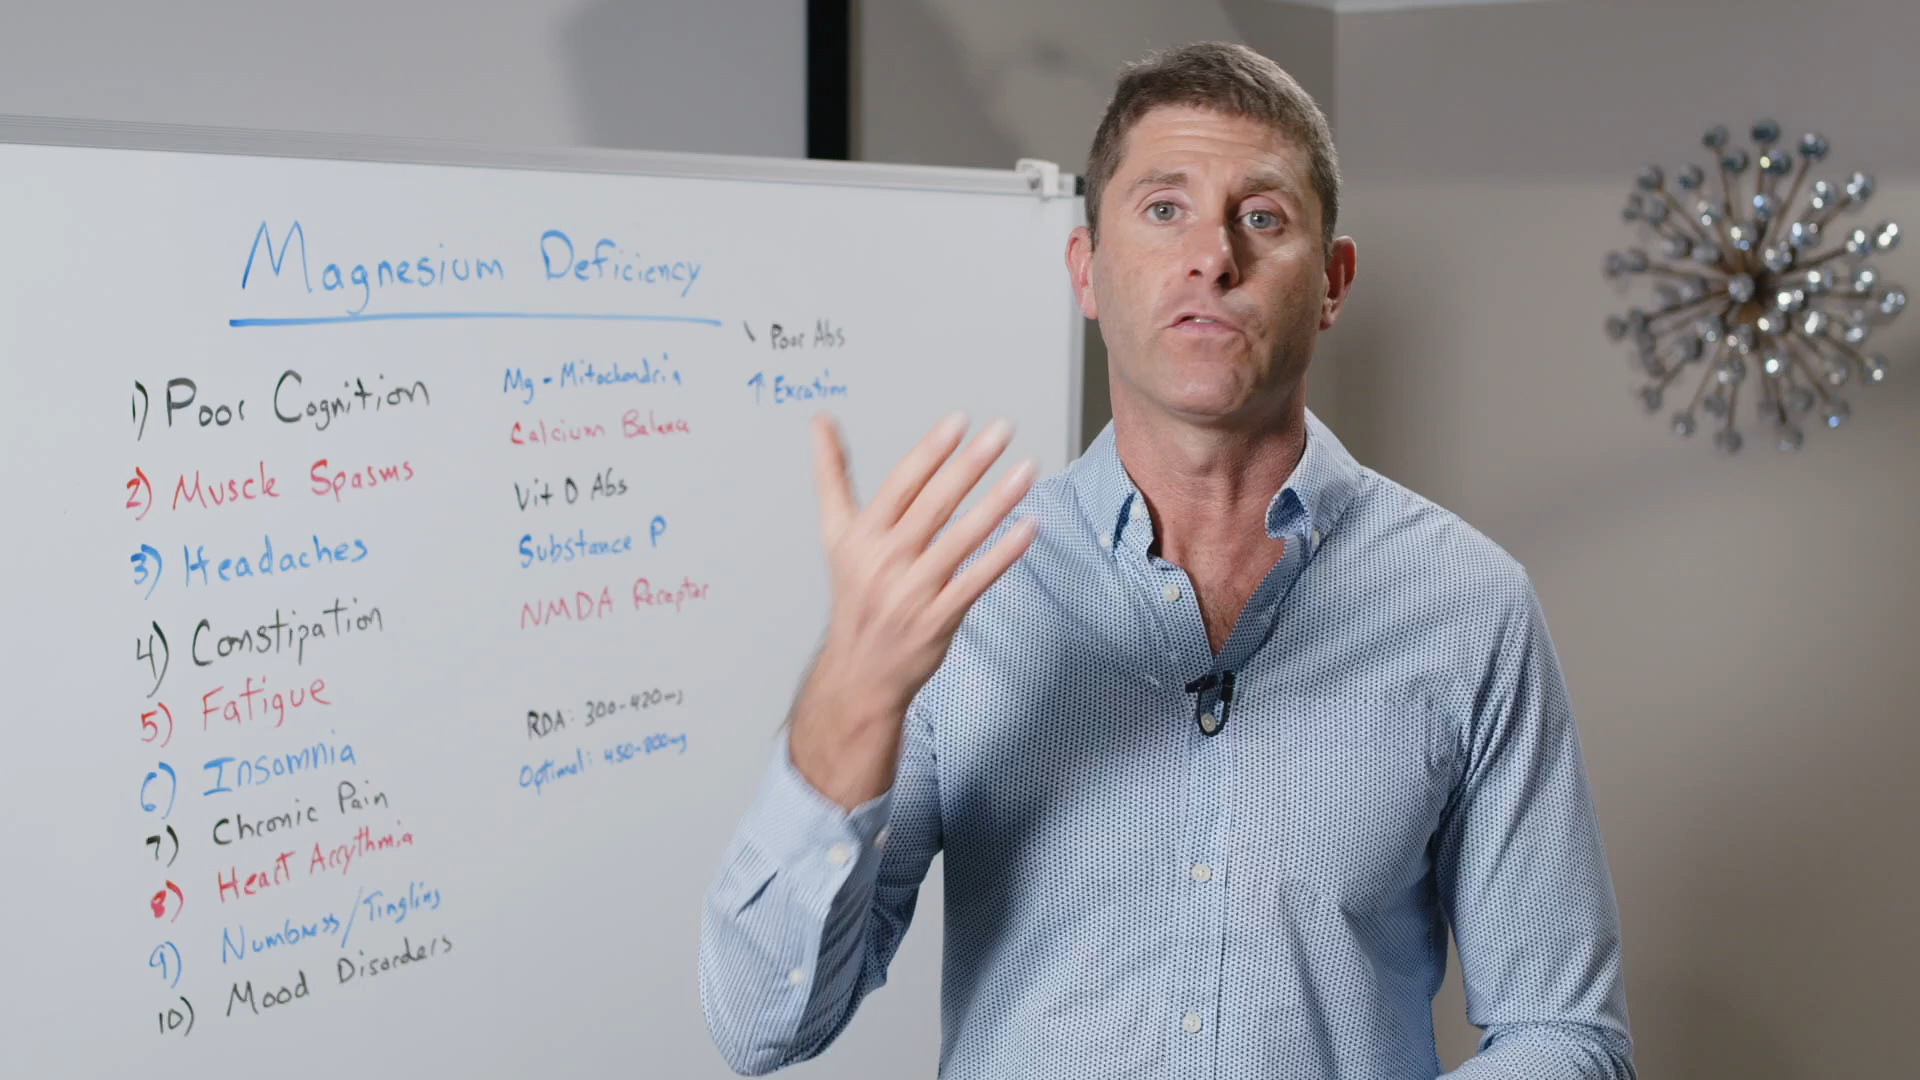 Magnesium Deficiency
1) Poor Cognition
2) Muscle Spasms
3) Headaches
4) Constipation
5) Fatigue
6) Insomnia
7) Chronic Pain
8) Heart Arrythmia
9) Numbness/Tingling
10) Mood Disorders
Mg - Mitochondria
Calcium Balance
Vit D Abs
Substance P
NMDA Receptor
RDA: 300-420mg
Optimal: 450-800mg
\ Poor Abs
↑ Excretion